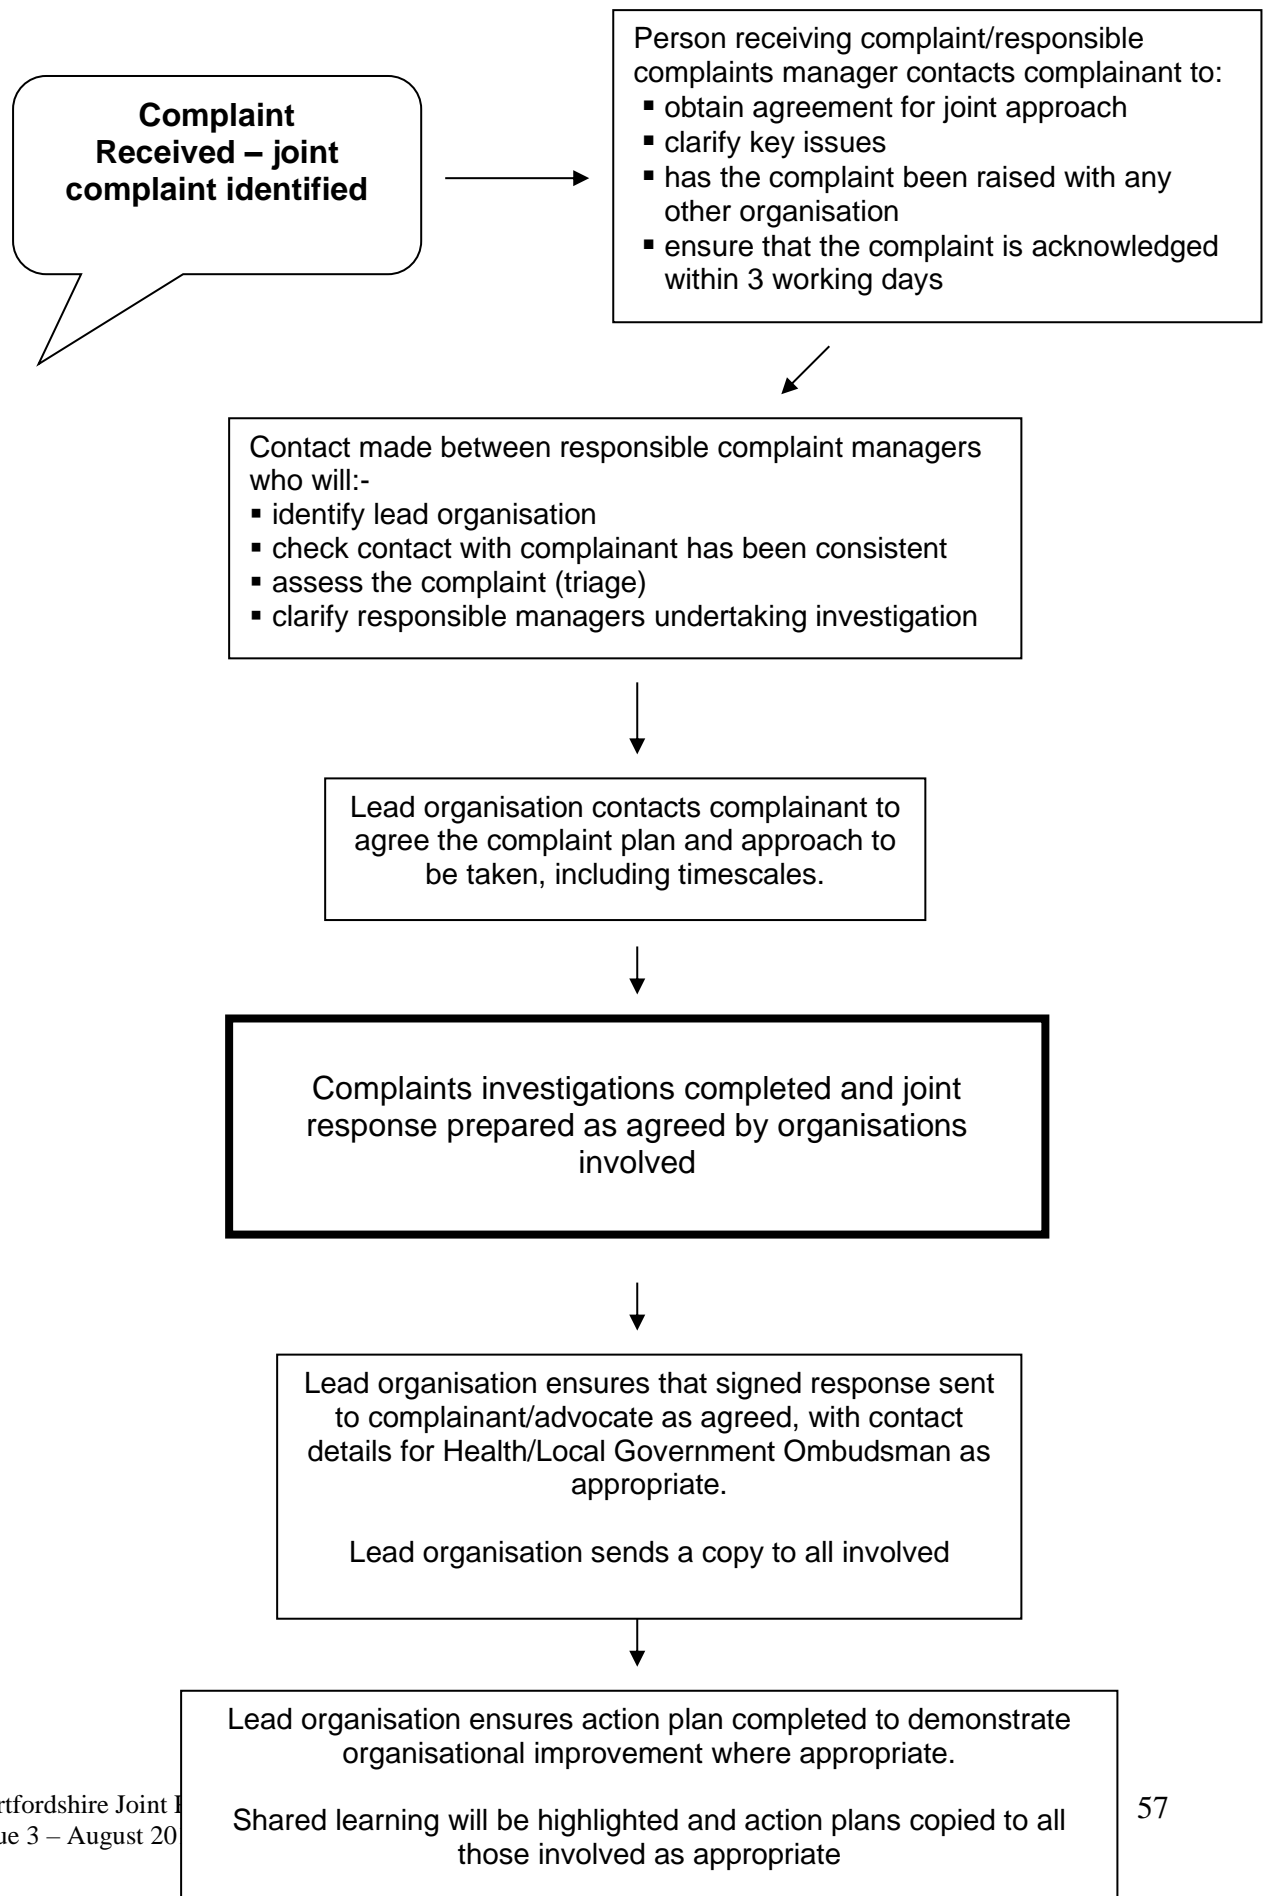 Complaint
Received – joint
complaint identified
Person receiving complaint/responsible
complaints manager contacts complainant to:
▪ obtain agreement for joint approach
▪ clarify key issues
▪ has the complaint been raised with any
other organisation
▪ ensure that the complaint is acknowledged
within 3 working days
Contact made between responsible complaint managers
who will:-
▪ identify lead organisation
▪ check contact with complainant has been consistent
▪ assess the complaint (triage)
▪ clarify responsible managers undertaking investigation
Lead organisation contacts complainant to
agree the complaint plan and approach to
be taken, including timescales.
Complaints investigations completed and joint
response prepared as agreed by organisations
involved
Lead organisation ensures that signed response sent
to complainant/advocate as agreed, with contact
details for Health/Local Government Ombudsman as
appropriate.
Lead organisation sends a copy to all involved
Lead organisation ensures action plan completed to demonstrate
organisational improvement where appropriate.
Shared learning will be highlighted and action plans copied to all
those involved as appropriate
rtfordshire Joint
ue 3 – August 20
57